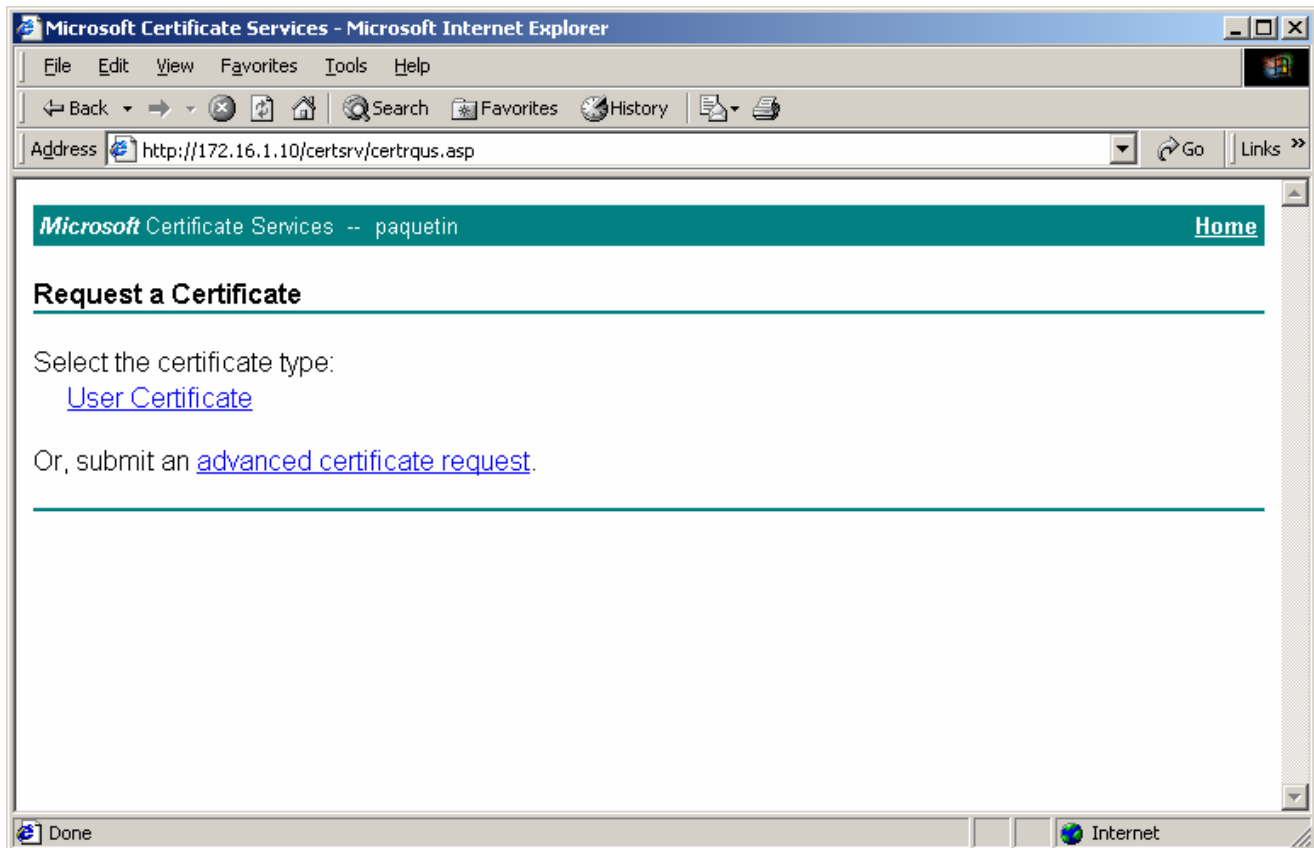 Microsoft Certificate Services - Microsoft Internet Explorer
File Edit View Favorites Tools Help
Back Search Favorites History
Address http://172.16.1.10/certsrv/certrqus.asp Go Links »
Microsoft Certificate Services -- paquetin Home
Request a Certificate
Select the certificate type:
User Certificate
Or, submit an advanced certificate request.
Done Internet